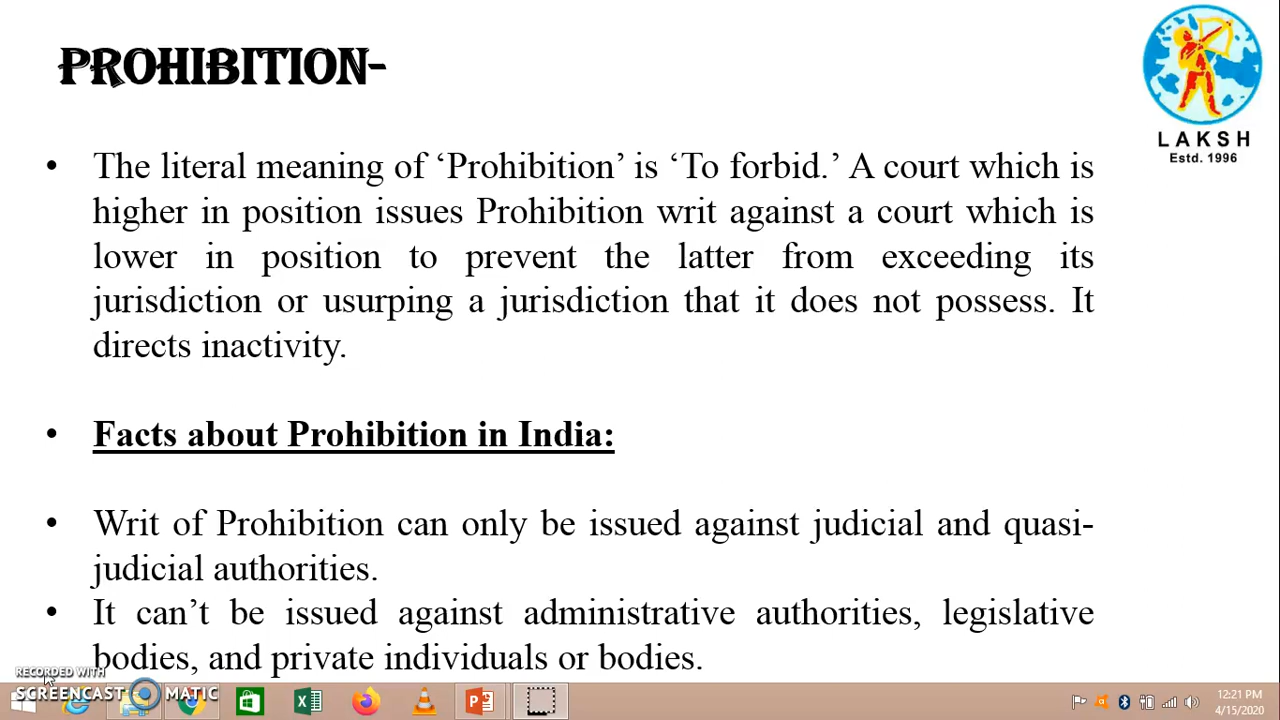 PROHIBITION-
LAKSH
Estd. 1996
• The literal meaning of ‘Prohibition’ is ‘To forbid.’ A court which is
higher in position issues Prohibition writ against a court which is
lower in position to prevent the latter from exceeding its
jurisdiction or usurping a jurisdiction that it does not possess. It
directs inactivity.
• Facts about Prohibition in India:
• Writ of Prohibition can only be issued against judicial and quasi-
judicial authorities.
• It can’t be issued against administrative authorities, legislative
bodies, and private individuals or bodies.
RECORDED WITH
SCREENCAST MATIC
12:21 PM
4/15/2020